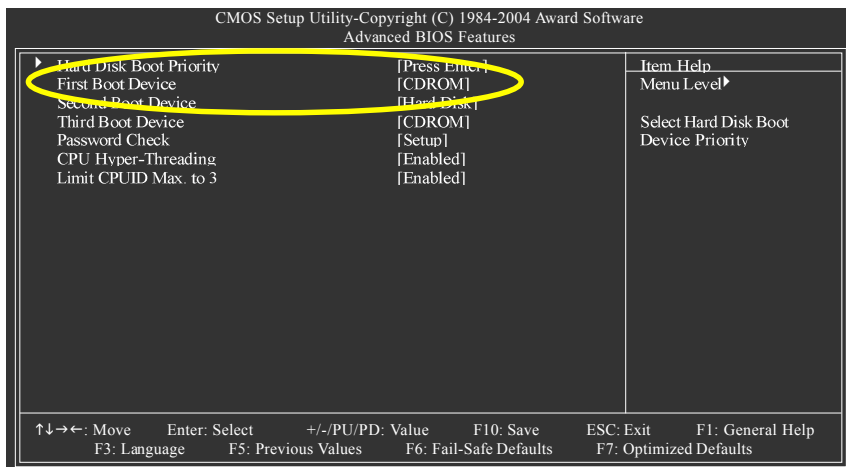 CMOS Setup Utility-Copyright (C) 1984-2004 Award Software
Advanced BIOS Features
Hard Disk Boot Priority [Press Enter]
First Boot Device [CDROM]
Second Boot Device [Hard Disk]
Third Boot Device [CDROM]
Password Check [Setup]
CPU Hyper-Threading [Enabled]
Limit CPUID Max. to 3 [Enabled]
Item Help
Menu Level▶
Select Hard Disk Boot
Device Priority
↑↓→←: Move Enter: Select +/-/PU/PD: Value F10: Save ESC: Exit F1: General Help
F3: Language F5: Previous Values F6: Fail-Safe Defaults F7: Optimized Defaults